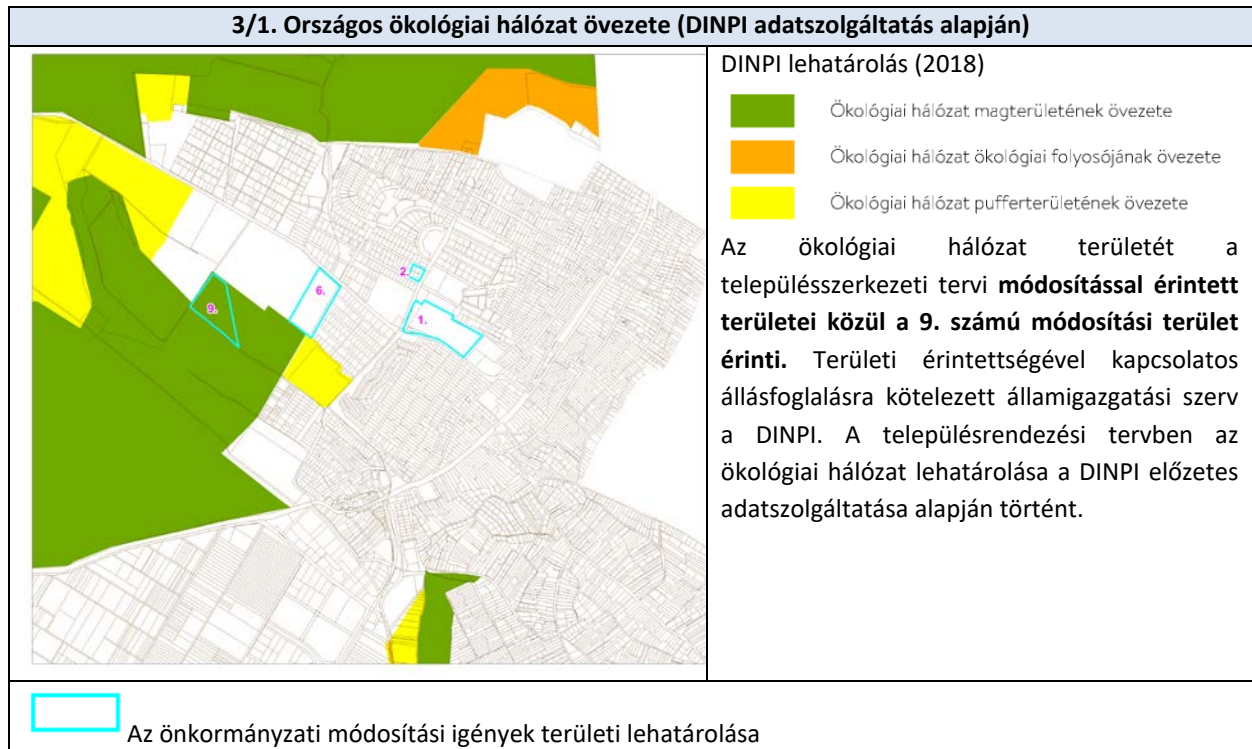 3/1. Országos ökológiai hálózat övezete (DINPI adatszolgáltatás alapján)
9.
6.
2.
1.
DINPI lehatárolás (2018)
Ökológiai hálózat magterületének övezete
Ökológiai hálózat ökológiai folyosójának övezete
Ökológiai hálózat pufferterületének övezete
Az ökológiai hálózat területét a
településszerkezeti tervi módosítással érintett
területei közül a 9. számú módosítási terület
érinti. Területi érintettségével kapcsolatos
állásfoglalásra kötelezett államigazgatási szerv
a DINPI. A településrendezési tervben az
ökológiai hálózat lehatárolása a DINPI előzetes
adatszolgáltatása alapján történt.
Az önkormányzati módosítási igények területi lehatárolása